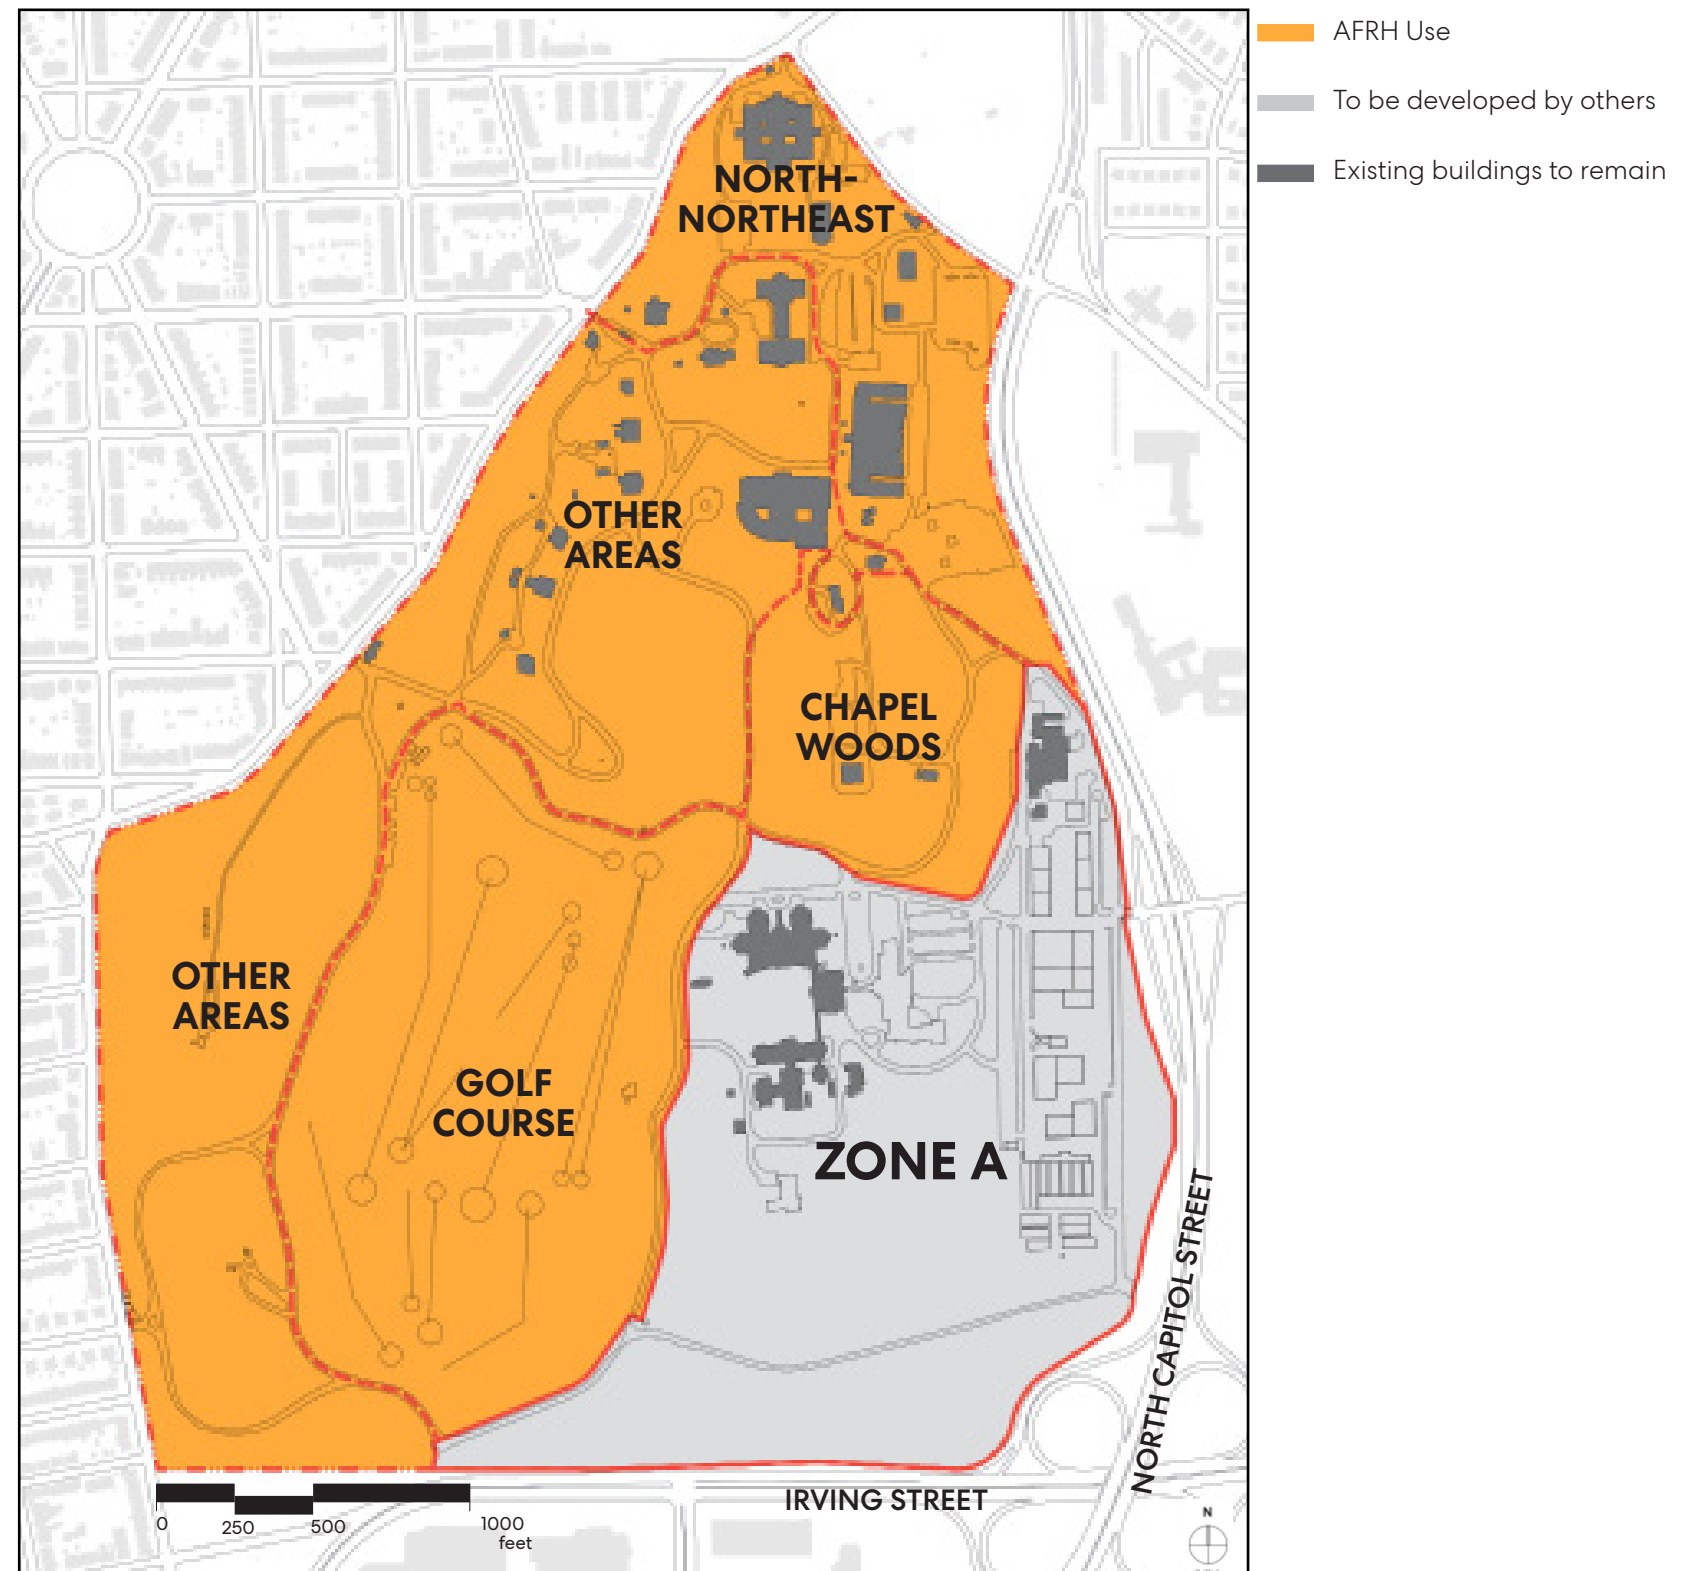 AFRH Use
To be developed by others
Existing buildings to remain
NORTH-
NORTHEAST
OTHER
AREAS
CHAPEL
WOODS
OTHER
AREAS
GOLF
COURSE
ZONE A
NORTH CAPITOL STREET
IRVING STREET
0 250 500 1000
feet
N